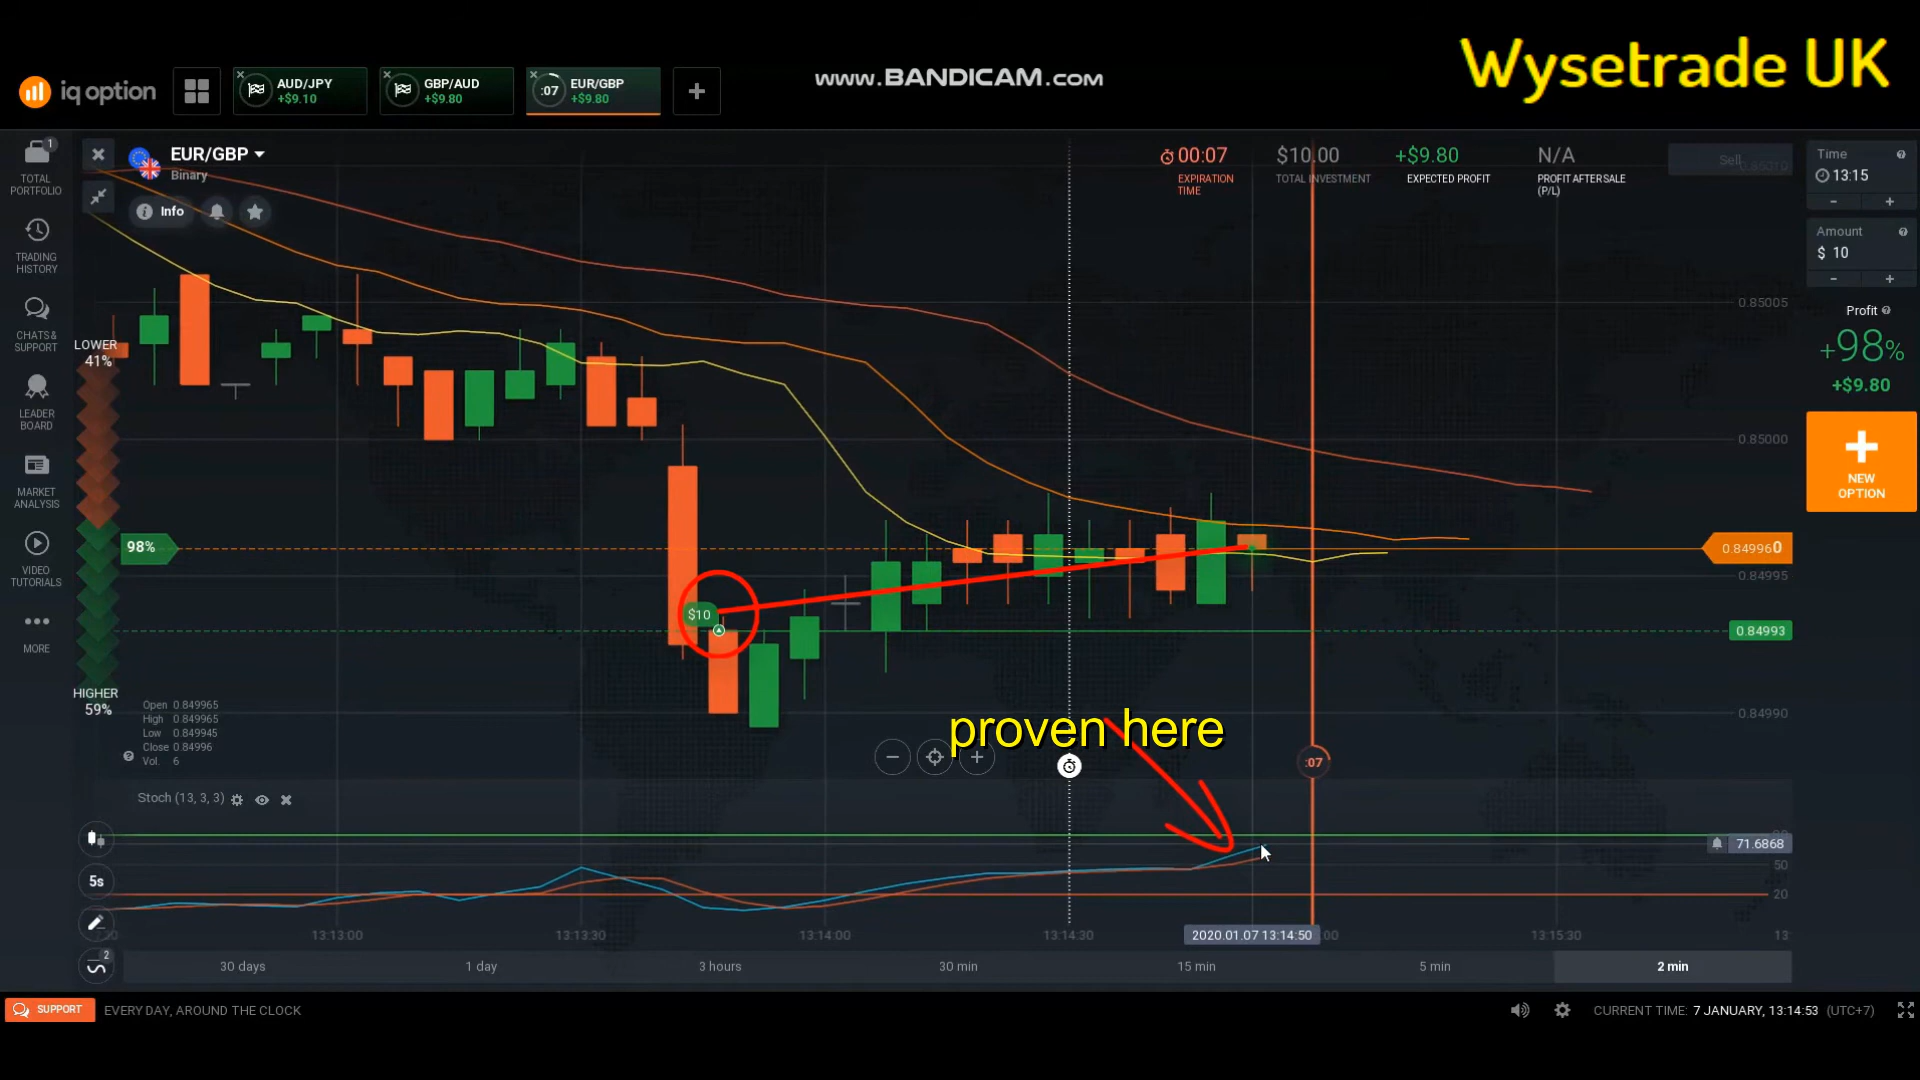 Wysetrade UK
www.BANDICAM.com
iq option
AUD/JPY
+$9.10
GBP/AUD
+$9.80
:07
EUR/GBP
+$9.80
1
TOTAL
PORTFOLIO
TRADING
HISTORY
CHATS &
SUPPORT
LEADER
BOARD
MARKET
ANALYSIS
VIDEO
TUTORIALS
MORE
EUR/GBP
Binary
Info
00:07
EXPIRATION
TIME
$10.00
TOTAL INVESTMENT
+$9.80
EXPECTED PROFIT
N/A
PROFIT AFTER SALE
(P/L)
Sell
0.85010
Time
13:15
Amount
$ 10
Profit
+98%
+$9.80
NEW
OPTION
0.85005
0.85000
0.849960
0.84995
0.84993
0.84990
LOWER
41%
98%
$10
HIGHER
59%
Open 0.849965
High 0.849965
Low 0.849945
Close 0.84996
Vol. 6
proven here
:07
Stoch (13, 3, 3)
71.6868
50
20
5s
2
13:13:00
13:13:30
13:14:00
13:14:30
2020.01.07 13:14:50
00
13:15:30
13:
30 days
1 day
3 hours
30 min
15 min
5 min
2 min
SUPPORT
EVERY DAY, AROUND THE CLOCK
CURRENT TIME: 7 JANUARY, 13:14:53 (UTC+7)